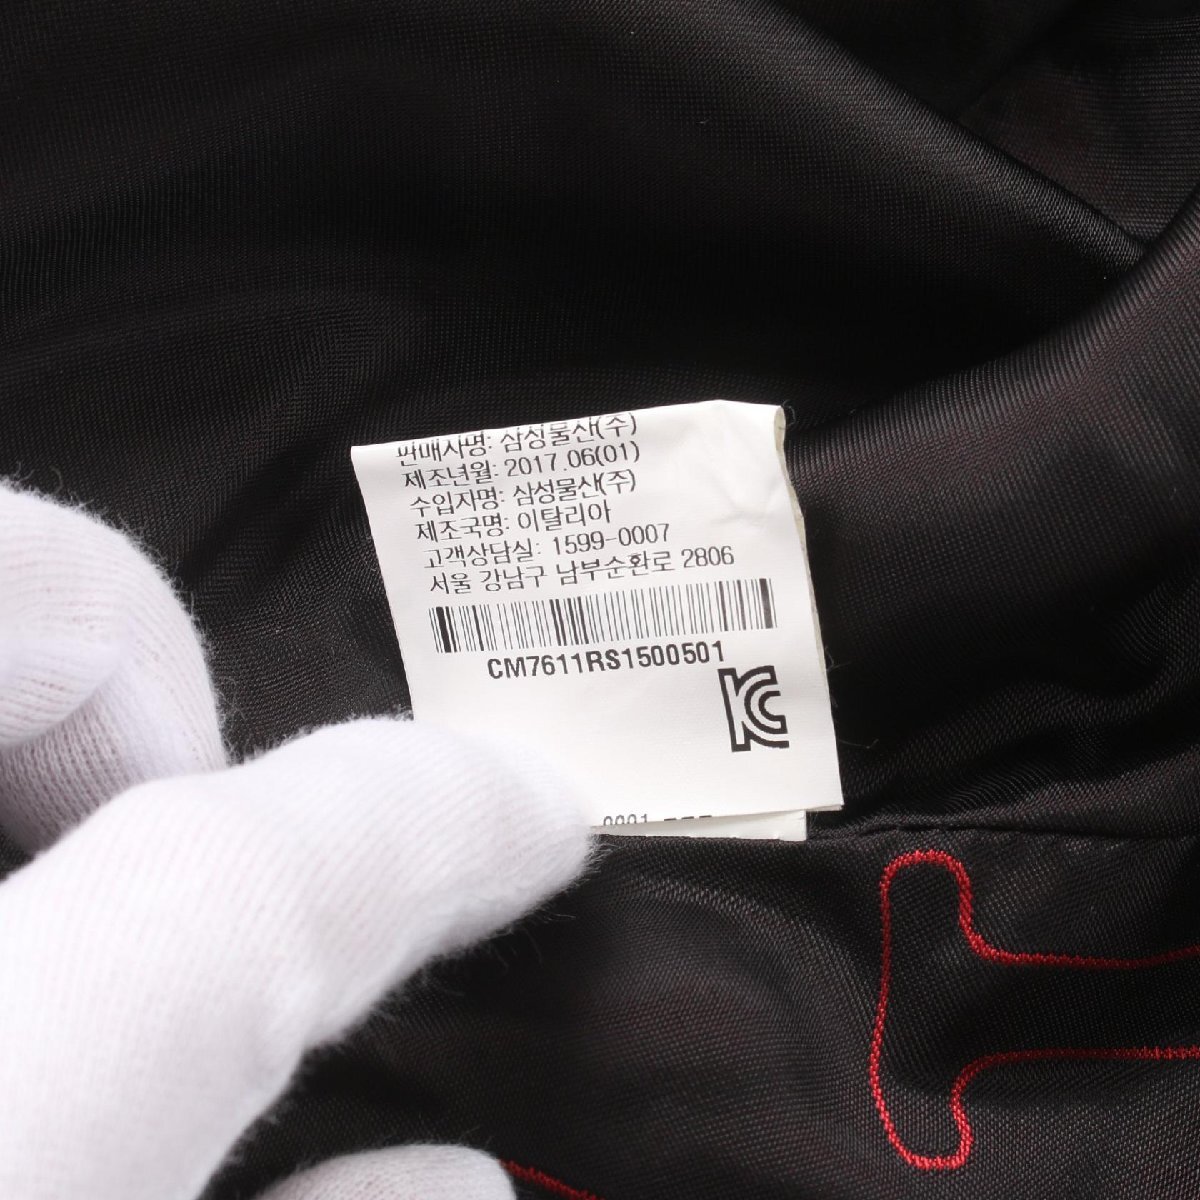 판매자명: 삼성물산(주)
제조년월: 2017.06(01)
수입자명: 삼성물산(주)
제조국명: 이탈리아
고객상담실: 1599-0007
서울 강남구 남부순환로 2806
CM7611RS1500501
KC